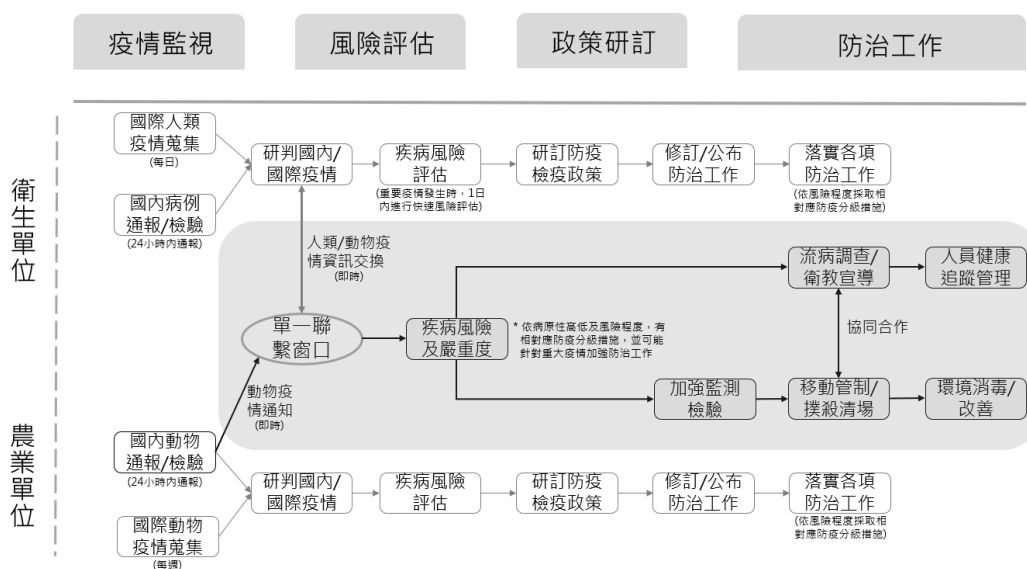 疫情監視
風險評估
政策研訂
防治工作
衛生單位
國際人類
疫情蒐集
(每日)
國內病例
通報/檢驗
(24小時內通報)
研判國內/
國際疫情
疾病風險
評估
(重要疫情發生時，1日
內進行快速風險評估)
研訂防疫
檢疫政策
修訂/公布
防治工作
落實各項
防治工作
(依風險程度採取相
對應防疫分級措施)
人類/動物疫
情資訊交換
(即時)
單一聯
繫窗口
動物疫
情通知
(即時)
疾病風險
及嚴重度
* 依病原性高低及風險程度，有
相對應防疫分級措施，並可能
針對重大疫情加強防治工作
流病調查/
衛教宣導
人員健康
追蹤管理
協同合作
加強監測
檢驗
移動管制/
撲殺清場
環境消毒/
改善
農業單位
國內動物
通報/檢驗
(24小時內通報)
國際動物
疫情蒐集
(每週)
研判國內/
國際疫情
疾病風險
評估
研訂防疫
檢疫政策
修訂/公布
防治工作
落實各項
防治工作
(依風險程度採取相
對應防疫分級措施)